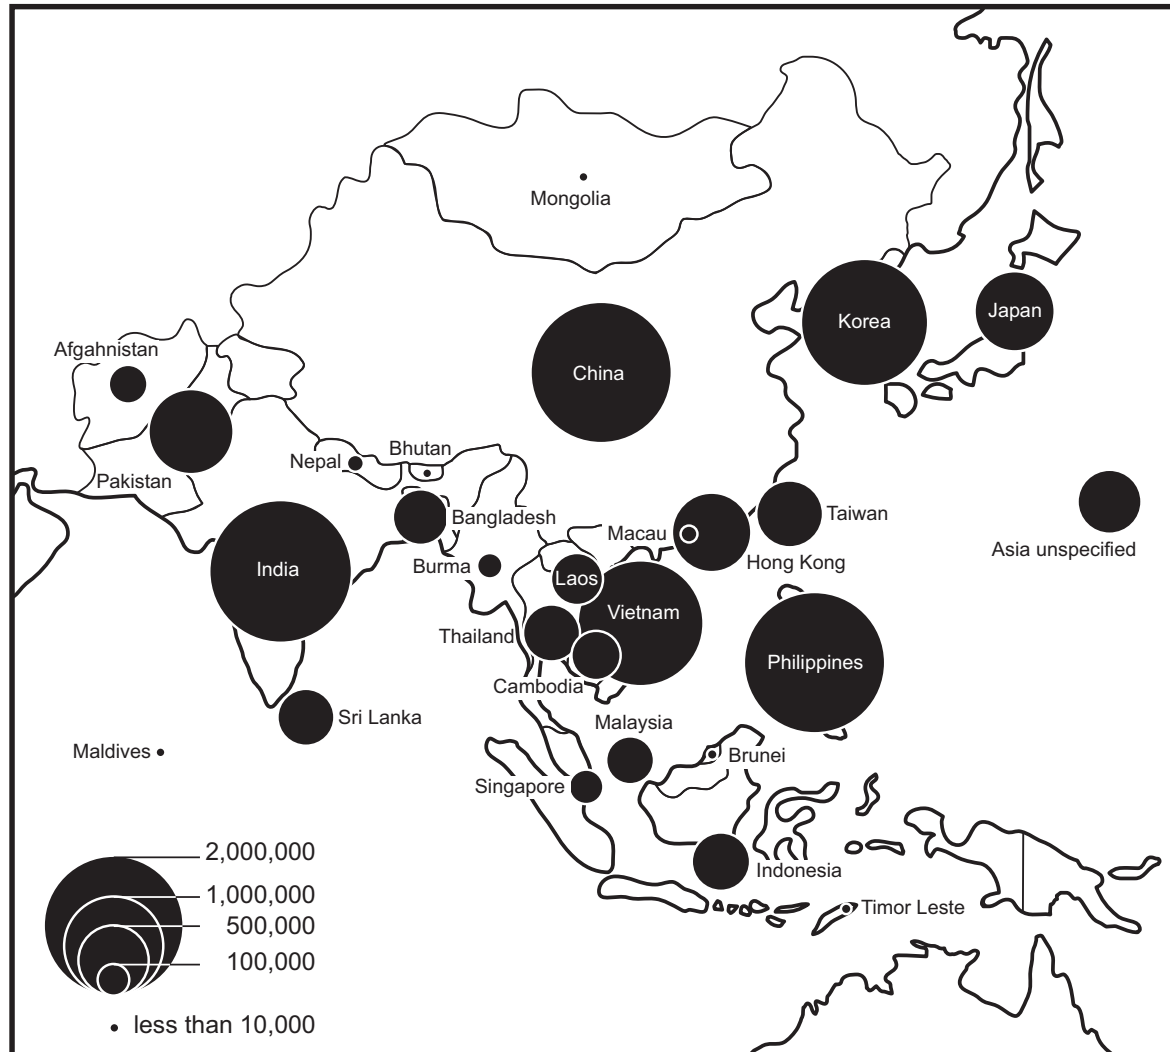 Mongolia
Korea
Japan
Afgahnistan
China
Bhutan
Nepal
Pakistan
Bangladesh
Taiwan
Macau
Asia unspecified
Hong Kong
Burma
India
Laos
Vietnam
Thailand
Philippines
Cambodia
Sri Lanka
Malaysia
Maldives
Brunei
Singapore
Indonesia
Timor Leste
2,000,000
1,000,000
500,000
100,000
less than 10,000